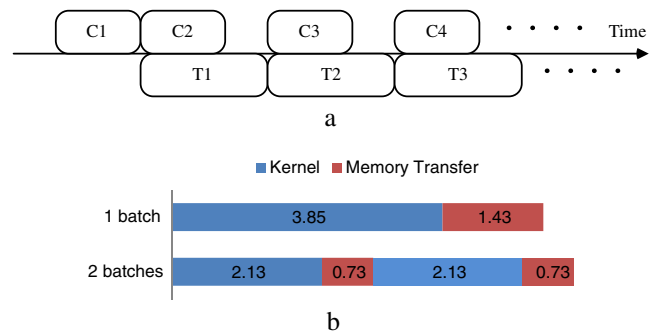 C1 C2 C3 C4 • • • • Time
T1 T2 T3 • • • •
a
Kernel Memory Transfer
1 batch 3.85 1.43
2 batches 2.13 0.73 2.13 0.73
b